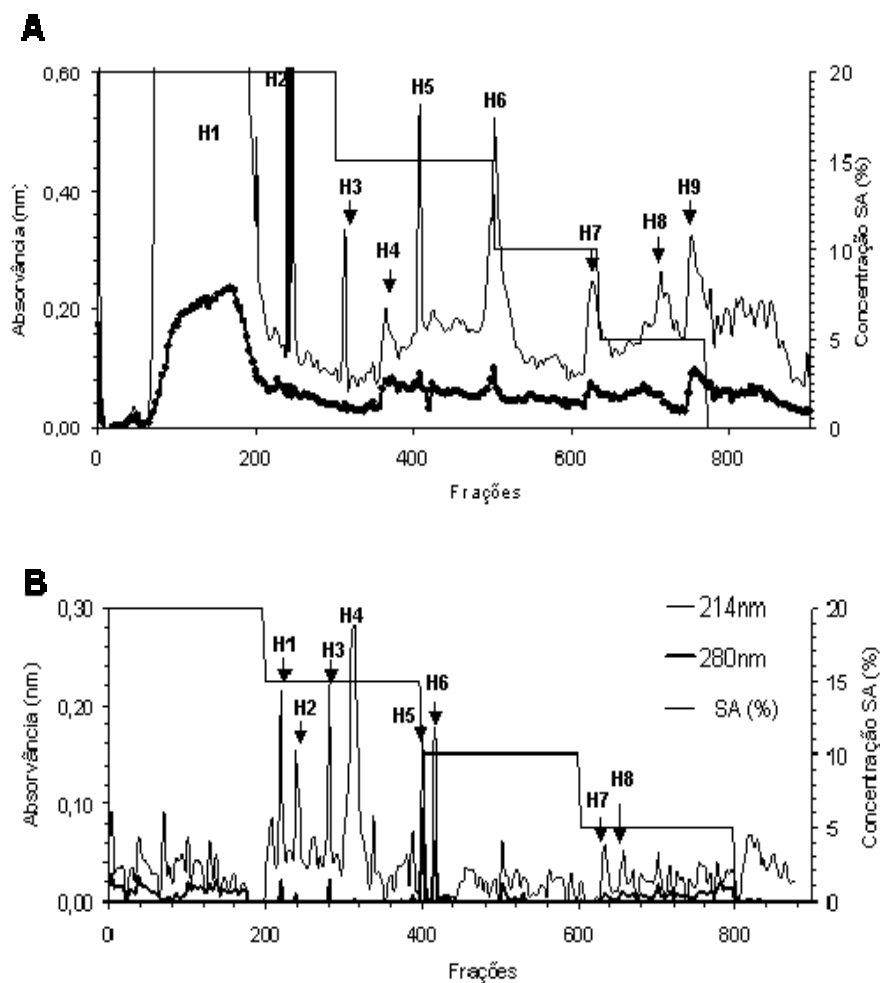 A
Absorvância (nm)
0,60
0,40
0,20
0,00
H1
H2
H3
H4
H5
H6
H7
H8
H9
20
15
10
5
0
Concentração SA (%)
0
200
400
600
800
Frações
B
Absorvância (nm)
0,30
0,20
0,10
0,00
H1
H2
H3
H4
H5
H6
H7
H8
214nm
280nm
SA (%)
20
15
10
5
0
Concentração SA (%)
0
200
400
600
800
Frações